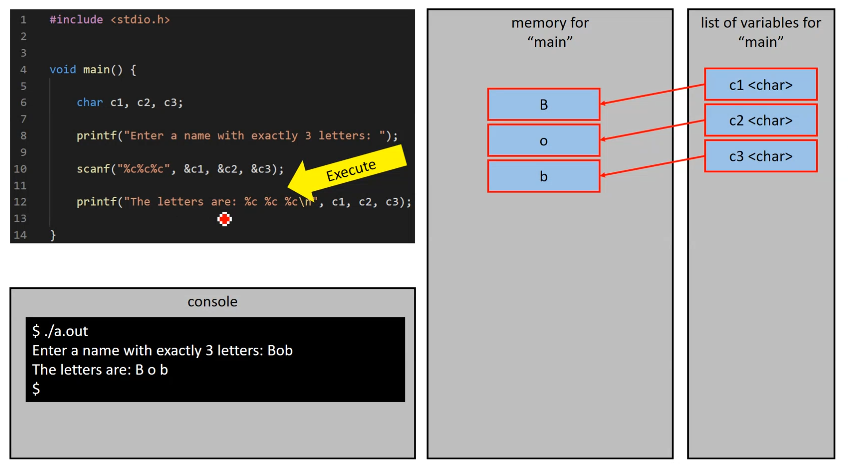 1 #include <stdio.h>
2
3
4 void main() {
5
6 char c1, c2, c3;
7
8 printf("Enter a name with exactly 3 letters: ");
9
10 scanf("%c%c%c", &c1, &c2, &c3);
11
12 printf("The letters are: %c %c %c\n", c1, c2, c3);
13
14 }
Execute
console
$ ./a.out
Enter a name with exactly 3 letters: Bob
The letters are: B o b
$
memory for
“main”
B
o
b
list of variables for
“main”
c1 <char>
c2 <char>
c3 <char>